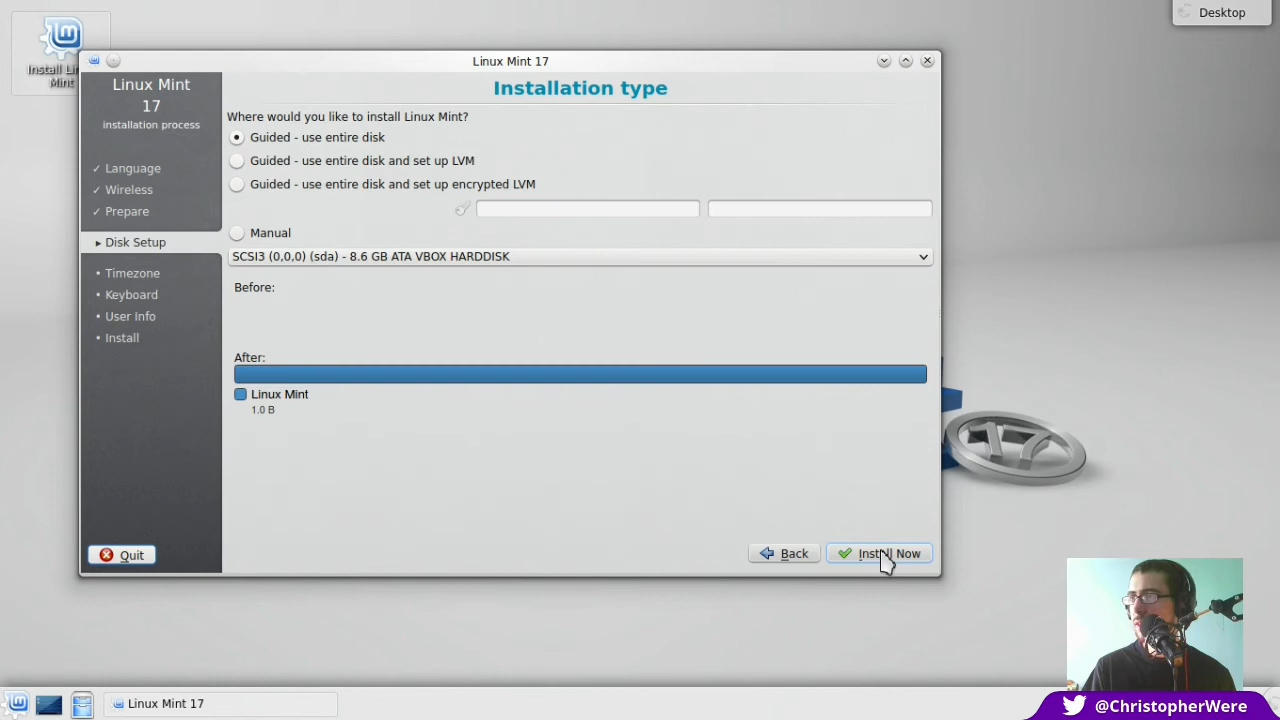 Desktop
Linux Mint 17
Linux Mint
17
installation process
✓ Language
✓ Wireless
✓ Prepare
▸ Disk Setup
• Timezone
• Keyboard
• User Info
• Install
Quit
Installation type
Where would you like to install Linux Mint?
Guided - use entire disk
Guided - use entire disk and set up LVM
Guided - use entire disk and set up encrypted LVM
Manual
SCSI3 (0,0,0) (sda) - 8.6 GB ATA VBOX HARDDISK
Before:
After:
Linux Mint
1.0 B
Back
Install Now
17
Linux Mint 17
@ChristopherWere